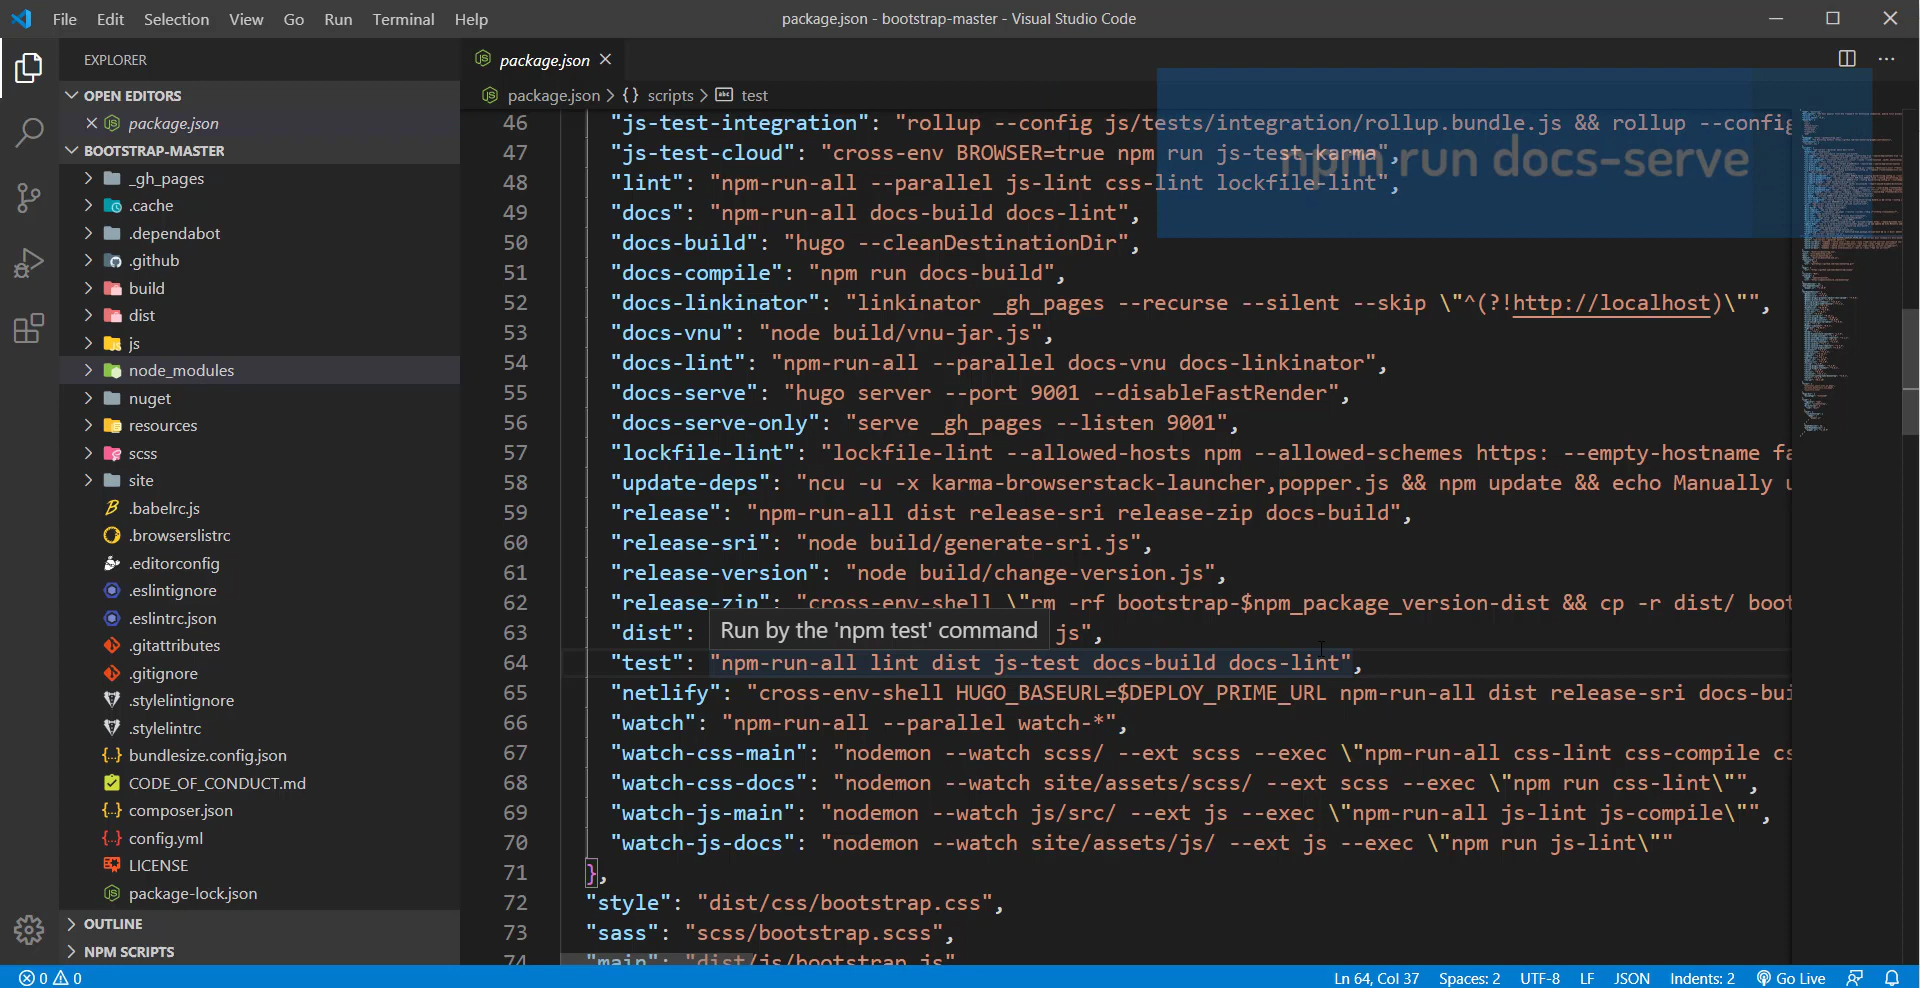 File Edit Selection View Go Run Terminal Help
package.json - bootstrap-master - Visual Studio Code
EXPLORER
OPEN EDITORS
package.json
BOOTSTRAP-MASTER
_gh_pages
.cache
.dependabot
.github
build
dist
js
node_modules
nuget
resources
scss
site
.babelrc.js
.browserslistrc
.editorconfig
.eslintignore
.eslintrc.json
.gitattributes
.gitignore
.stylelintignore
.stylelintrc
bundlesize.config.json
CODE_OF_CONDUCT.md
composer.json
config.yml
LICENSE
package-lock.json
OUTLINE
NPM SCRIPTS
package.json
package.json > {} scripts > test
npm run docs-serve
46 "js-test-integration": "rollup --config js/tests/integration/rollup.bundle.js && rollup --config
47 "js-test-cloud": "cross-env BROWSER=true npm run js-test-karma",
48 "lint": "npm-run-all --parallel js-lint css-lint lockfile-lint",
49 "docs": "npm-run-all docs-build docs-lint",
50 "docs-build": "hugo --cleanDestinationDir",
51 "docs-compile": "npm run docs-build",
52 "docs-linkinator": "linkinator _gh_pages --recurse --silent --skip \"^(?!http://localhost)\"",
53 "docs-vnu": "node build/vnu-jar.js",
54 "docs-lint": "npm-run-all --parallel docs-vnu docs-linkinator",
55 "docs-serve": "hugo server --port 9001 --disableFastRender",
56 "docs-serve-only": "serve _gh_pages --listen 9001",
57 "lockfile-lint": "lockfile-lint --allowed-hosts npm --allowed-schemes https: --empty-hostname fa
58 "update-deps": "ncu -u -x karma-browserstack-launcher,popper.js && npm update && echo Manually u
59 "release": "npm-run-all dist release-sri release-zip docs-build",
60 "release-sri": "node build/generate-sri.js",
61 "release-version": "node build/change-version.js",
62 "release-zip": "cross-env-shell \"rm -rf bootstrap-$npm_package_version-dist && cp -r dist/ boot
63 "dist": js",
Run by the 'npm test' command
64 "test": "npm-run-all lint dist js-test docs-build docs-lint",
65 "netlify": "cross-env-shell HUGO_BASEURL=$DEPLOY_PRIME_URL npm-run-all dist release-sri docs-bui
66 "watch": "npm-run-all --parallel watch-*",
67 "watch-css-main": "nodemon --watch scss/ --ext scss --exec \"npm-run-all css-lint css-compile cs
68 "watch-css-docs": "nodemon --watch site/assets/scss/ --ext scss --exec \"npm run css-lint\"",
69 "watch-js-main": "nodemon --watch js/src/ --ext js --exec \"npm-run-all js-lint js-compile\"",
70 "watch-js-docs": "nodemon --watch site/assets/js/ --ext js --exec \"npm run js-lint\""
71 },
72 "style": "dist/css/bootstrap.css",
73 "sass": "scss/bootstrap.scss",
74 "main": "dist/js/bootstrap.js"
0 0
Ln 64, Col 37 Spaces: 2 UTF-8 LF JSON Indents: 2 Go Live